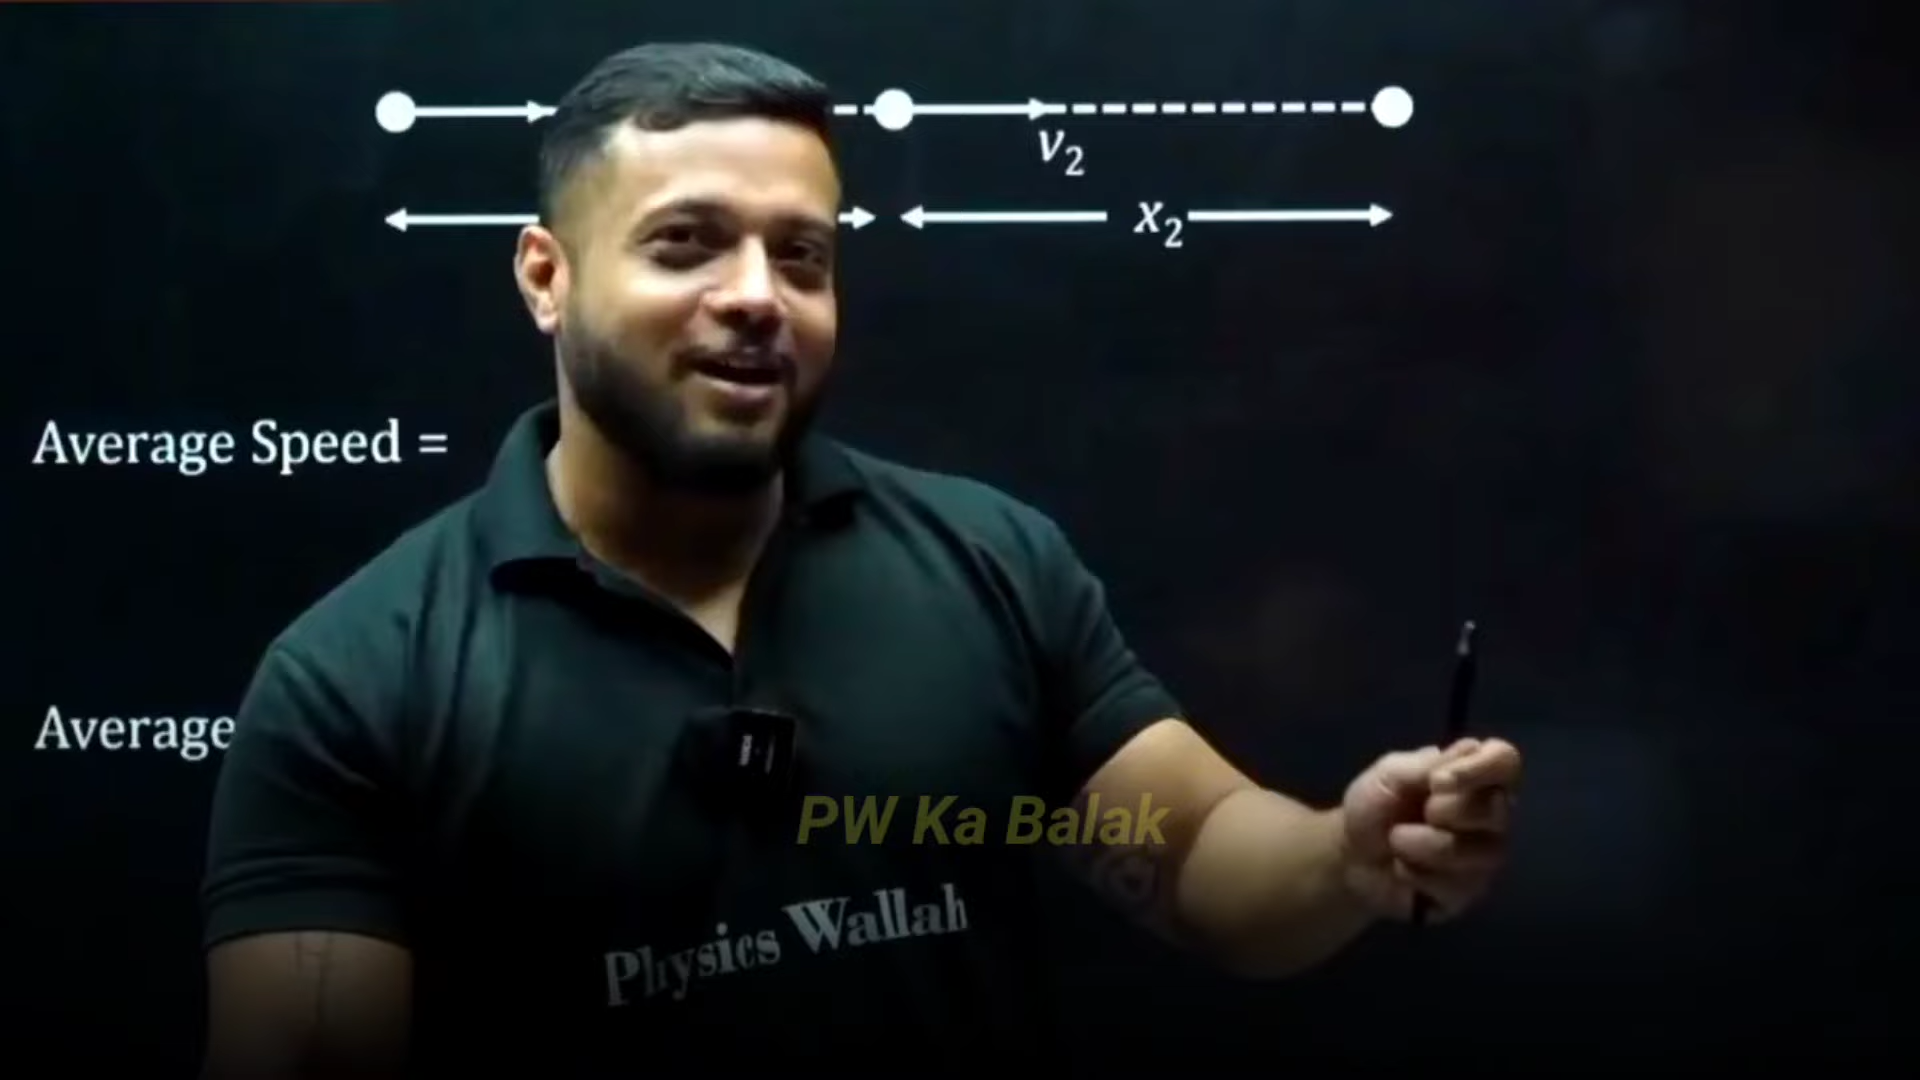 v₂
x₂
Average Speed =
Average
PW Ka Balak
Physics Wallah